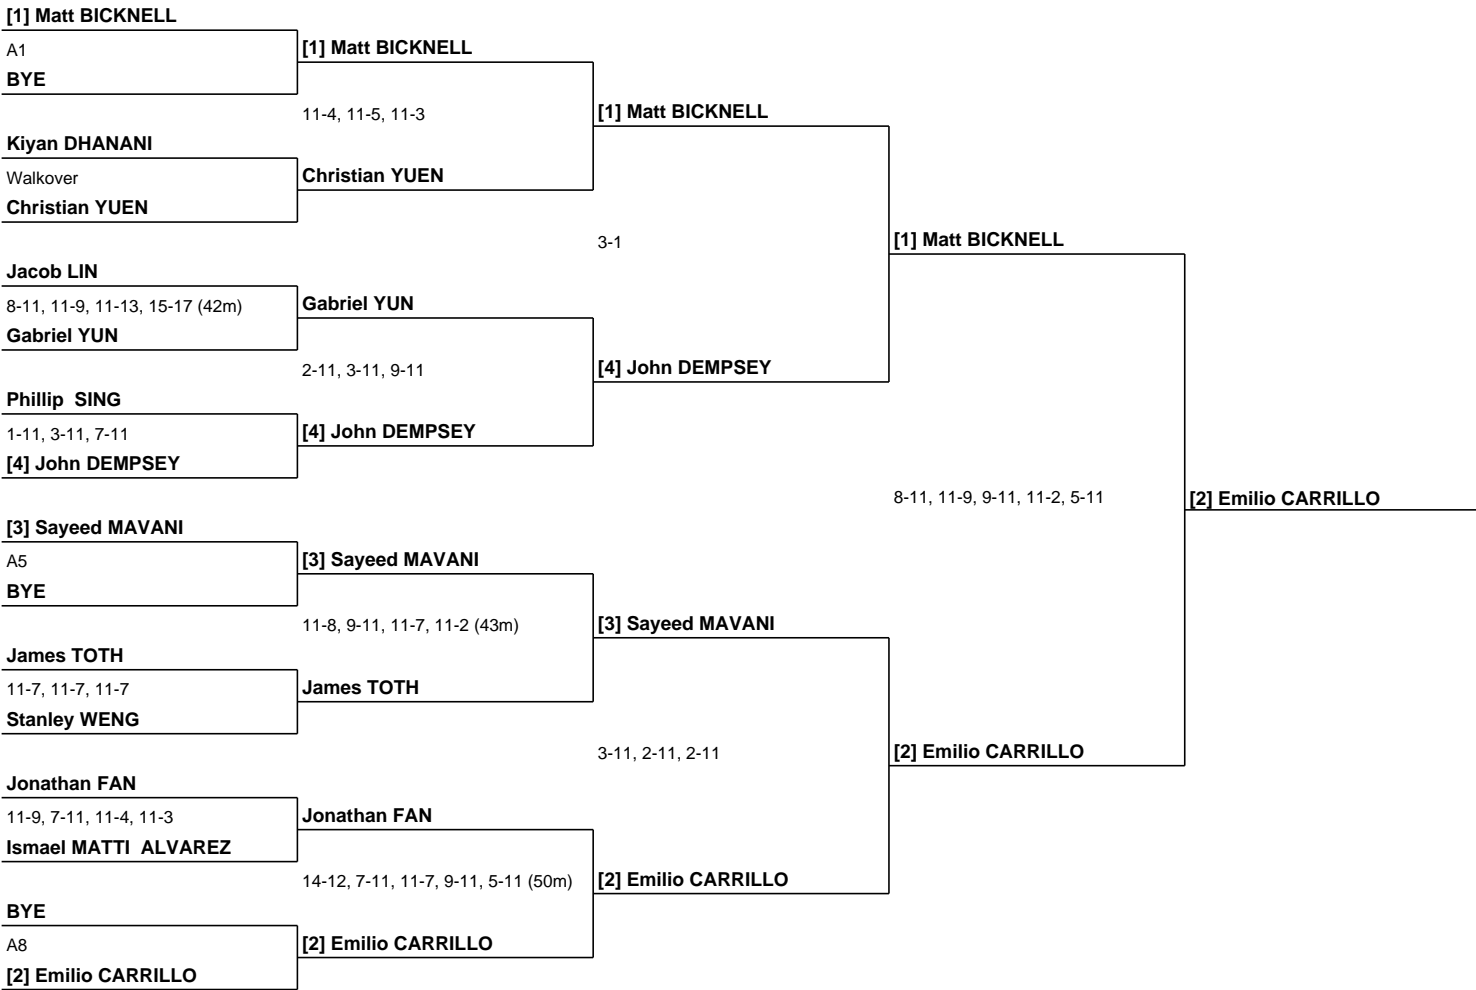 [1] Matt BICKNELL
A1
BYE
Kiyan DHANANI
Walkover
Christian YUEN
Jacob LIN
8-11, 11-9, 11-13, 15-17 (42m)
Gabriel YUN
Phillip  SING
1-11, 3-11, 7-11
[4] John DEMPSEY
[3] Sayeed MAVANI
A5
BYE
James TOTH
11-7, 11-7, 11-7
Stanley WENG
Jonathan FAN
11-9, 7-11, 11-4, 11-3
Ismael MATTI  ALVAREZ
BYE
A8
[2] Emilio CARRILLO
[1] Matt BICKNELL
11-4, 11-5, 11-3
Christian YUEN
Gabriel YUN
2-11, 3-11, 9-11
[4] John DEMPSEY
[3] Sayeed MAVANI
11-8, 9-11, 11-7, 11-2 (43m)
James TOTH
Jonathan FAN
14-12, 7-11, 11-7, 9-11, 5-11 (50m)
[2] Emilio CARRILLO
[1] Matt BICKNELL
3-1
[4] John DEMPSEY
[3] Sayeed MAVANI
3-11, 2-11, 2-11
[2] Emilio CARRILLO
[1] Matt BICKNELL
8-11, 11-9, 9-11, 11-2, 5-11
[2] Emilio CARRILLO
[2] Emilio CARRILLO